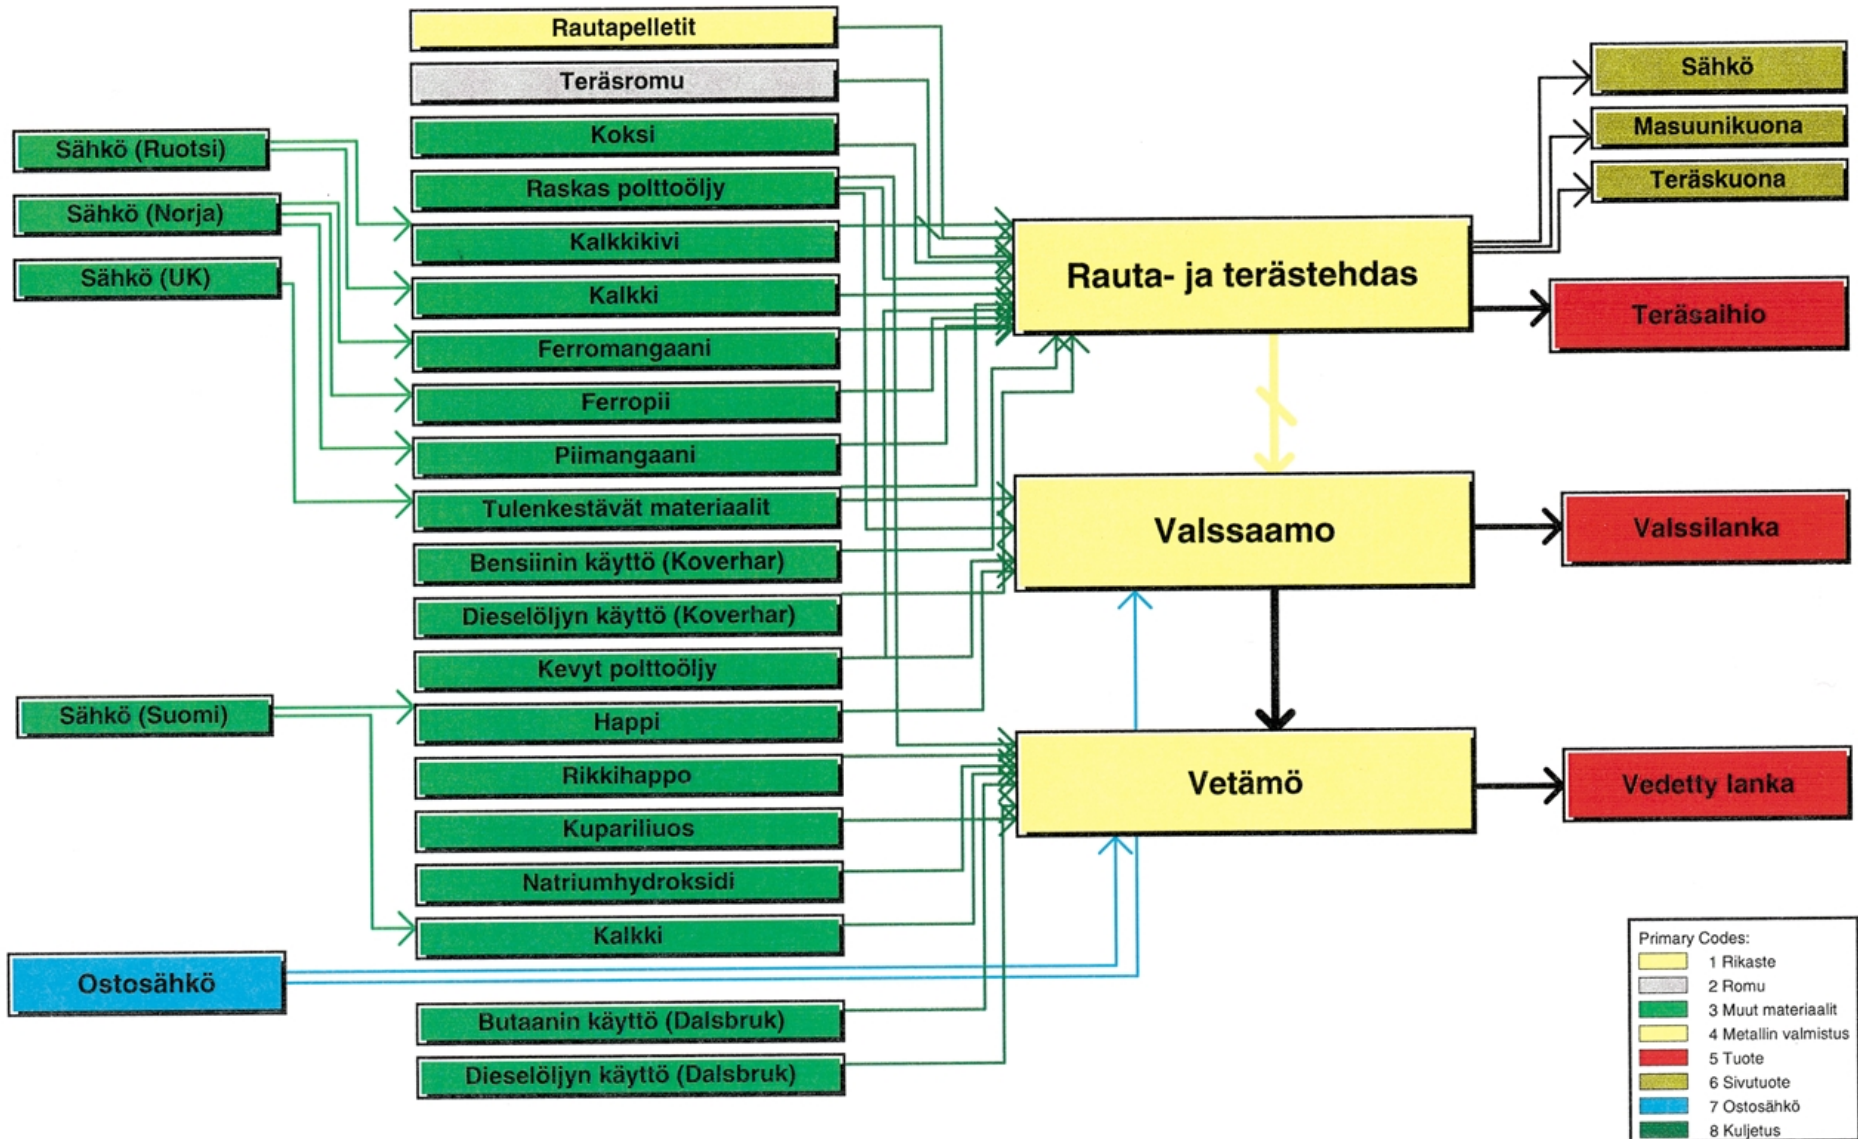 Rautapelletit
Teräsromu
Koksi
Raskas polttoöljy
Kalkkikivi
Kalkki
Ferromangaani
Ferropii
Piimangaani
Tulenkestävät materiaalit
Bensiinin käyttö (Koverhar)
Dieselöljyn käyttö (Koverhar)
Kevyt polttoöljy
Happi
Rikkihappo
Kupariliuos
Natriumhydroksidi
Kalkki
Butaanin käyttö (Dalsbruk)
Dieselöljyn käyttö (Dalsbruk)
Sähkö (Ruotsi)
Sähkö (Norja)
Sähkö (UK)
Sähkö (Suomi)
Ostosähkö
Rauta- ja terästehdas
Valssaamo
Vetämö
Sähkö
Masuunikuona
Teräskuona
Teräsaihio
Valssilanka
Vedetty lanka
Primary Codes:
1 Rikaste
2 Romu
3 Muut materiaalit
4 Metallin valmistus
5 Tuote
6 Sivutuote
7 Ostosähkö
8 Kuljetus